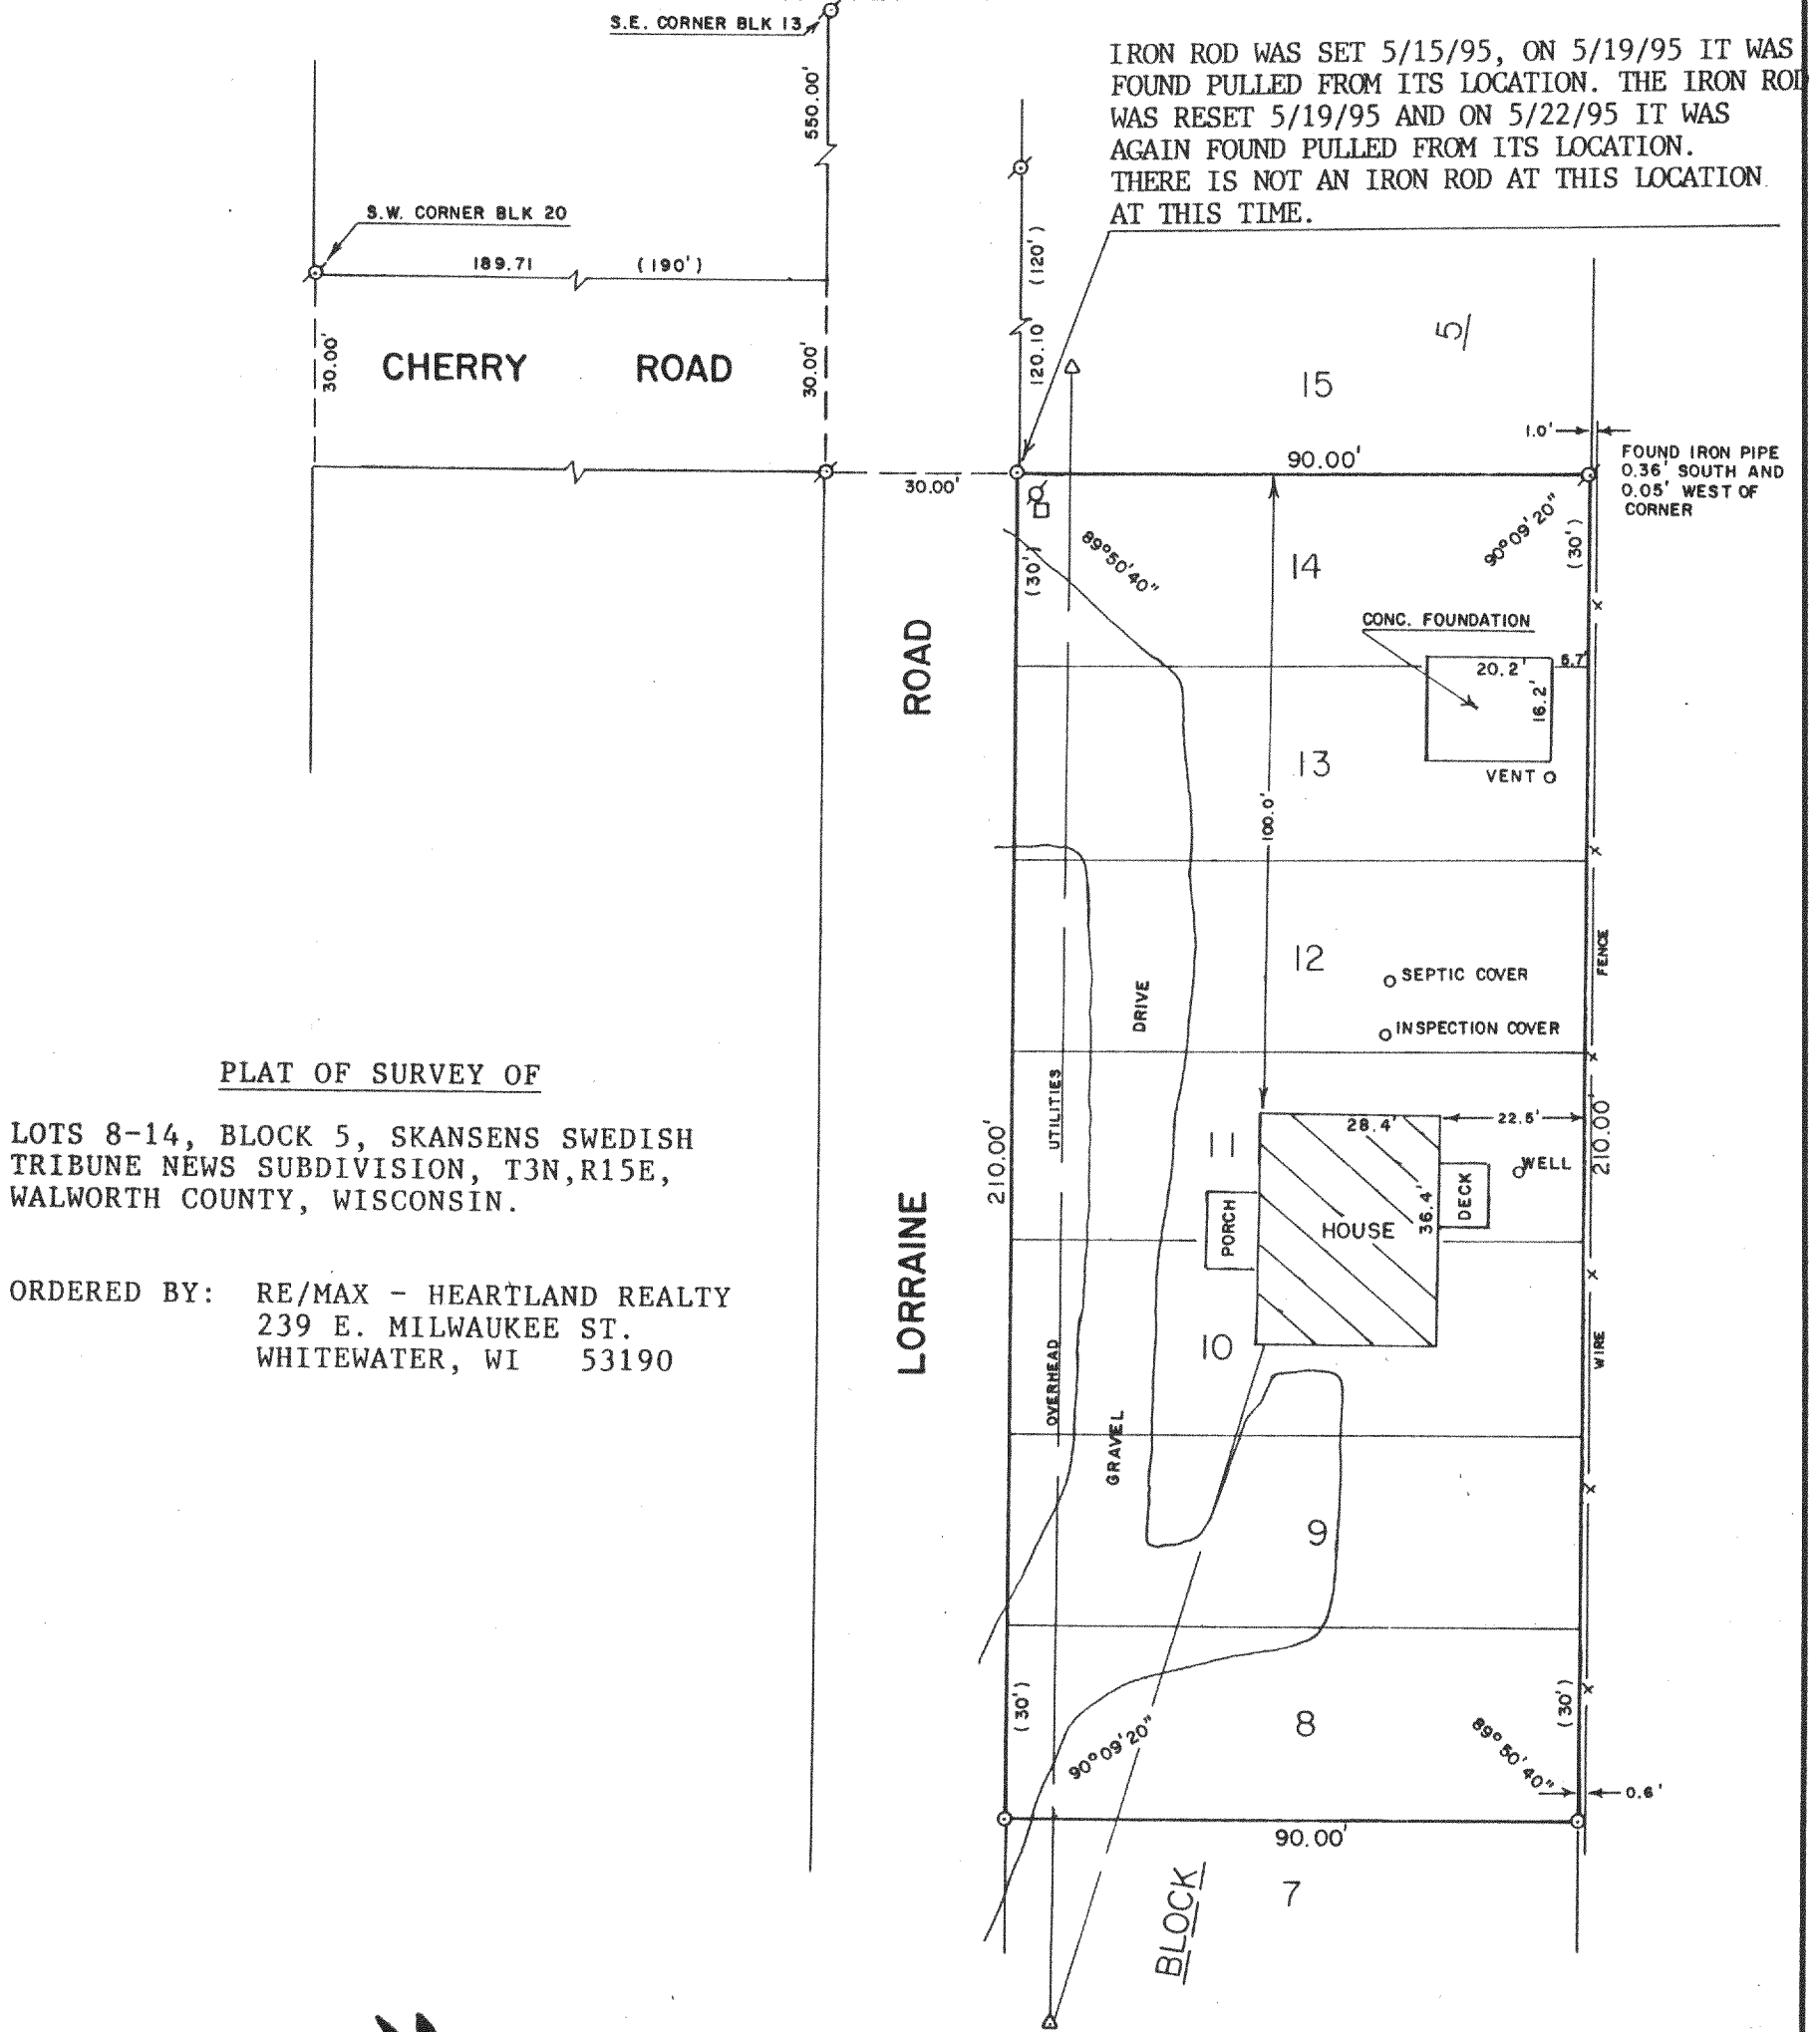 S.E. CORNER BLK 13
550.00'
IRON ROD WAS SET 5/15/95, ON 5/19/95 IT WAS
FOUND PULLED FROM ITS LOCATION. THE IRON ROD
WAS RESET 5/19/95 AND ON 5/22/95 IT WAS
AGAIN FOUND PULLED FROM ITS LOCATION.
THERE IS NOT AN IRON ROD AT THIS LOCATION
AT THIS TIME.
S.W. CORNER BLK 20
189.71 (190')
(120')
120.10
30.00'
CHERRY ROAD
30.00'
5
15
1.0'
FOUND IRON PIPE
0.36' SOUTH AND
0.05' WEST OF
CORNER
30.00'
90.00'
(30')
89°50'40"
14
90°09'20"
(30')
CONC. FOUNDATION
20.2'
5.7'
16.2'
VENT
13
100.0'
12
SEPTIC COVER
INSPECTION COVER
FENCE
DRIVE
UTILITIES
210.00'
11
28.4'
22.5'
WELL
210.00'
PORCH
HOUSE
36.4'
DECK
10
WIRE
OVERHEAD
GRAVEL
LORRAINE ROAD
PLAT OF SURVEY OF
LOTS 8-14, BLOCK 5, SKANSENS SWEDISH
TRIBUNE NEWS SUBDIVISION, T3N,R15E,
WALWORTH COUNTY, WISCONSIN.
ORDERED BY: RE/MAX - HEARTLAND REALTY
239 E. MILWAUKEE ST.
WHITEWATER, WI 53190
9
(30')
8
(30')
90°09'20"
89°50'40"
0.6'
90.00'
BLOCK
7